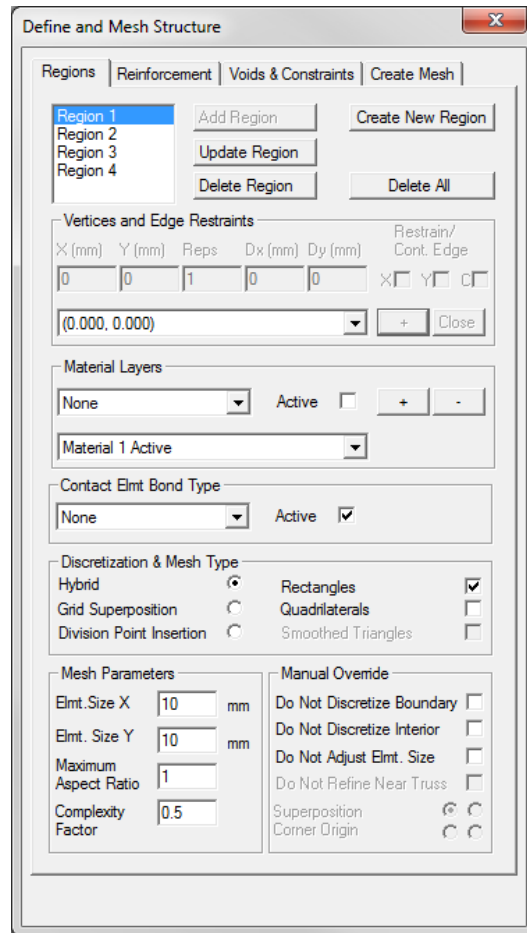 Define and Mesh Structure
Regions Reinforcement Voids & Constraints Create Mesh
Region 1 Add Region Create New Region
Region 2
Region 3 Update Region
Region 4
Delete Region Delete All
Vertices and Edge Restraints
Restrain/
X (mm) Y (mm) Reps Dx (mm) Dy (mm) Cont. Edge
0 0 1 0 0 X Y C
(0.000, 0.000) + Close
Material Layers
None Active + -
Material 1 Active
Contact Elmt Bond Type
None Active
Discretization & Mesh Type
Hybrid Rectangles
Grid Superposition Quadrilaterals
Division Point Insertion Smoothed Triangles
Mesh Parameters Manual Override
Elmt.Size X 10 mm Do Not Discretize Boundary
Elmt. Size Y 10 mm Do Not Discretize Interior
Maximum Do Not Adjust Elmt. Size
Aspect Ratio 1 Do Not Refine Near Truss
Complexity 0.5 Superposition
Factor Corner Origin